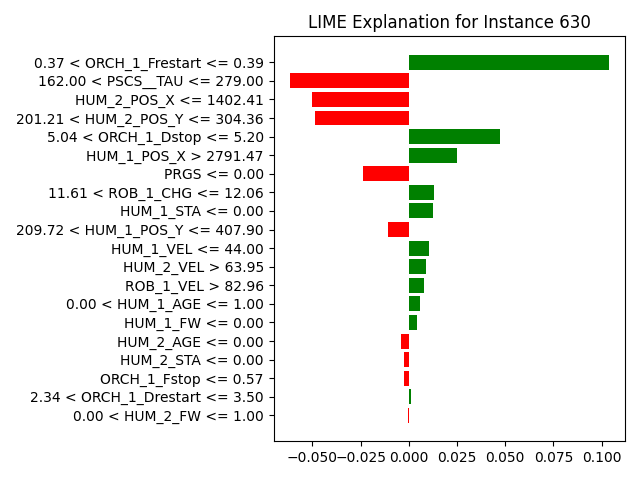 LIME Explanation for Instance 630
0.37 < ORCH_1_Frestart <= 0.39
162.00 < PSCS__TAU <= 279.00
HUM_2_POS_X <= 1402.41
201.21 < HUM_2_POS_Y <= 304.36
5.04 < ORCH_1_Dstop <= 5.20
HUM_1_POS_X > 2791.47
PRGS <= 0.00
11.61 < ROB_1_CHG <= 12.06
HUM_1_STA <= 0.00
209.72 < HUM_1_POS_Y <= 407.90
HUM_1_VEL <= 44.00
HUM_2_VEL > 63.95
ROB_1_VEL > 82.96
0.00 < HUM_1_AGE <= 1.00
HUM_1_FW <= 0.00
HUM_2_AGE <= 0.00
HUM_2_STA <= 0.00
ORCH_1_Fstop <= 0.57
2.34 < ORCH_1_Drestart <= 3.50
0.00 < HUM_2_FW <= 1.00
−0.050 −0.025 0.000 0.025 0.050 0.075 0.100